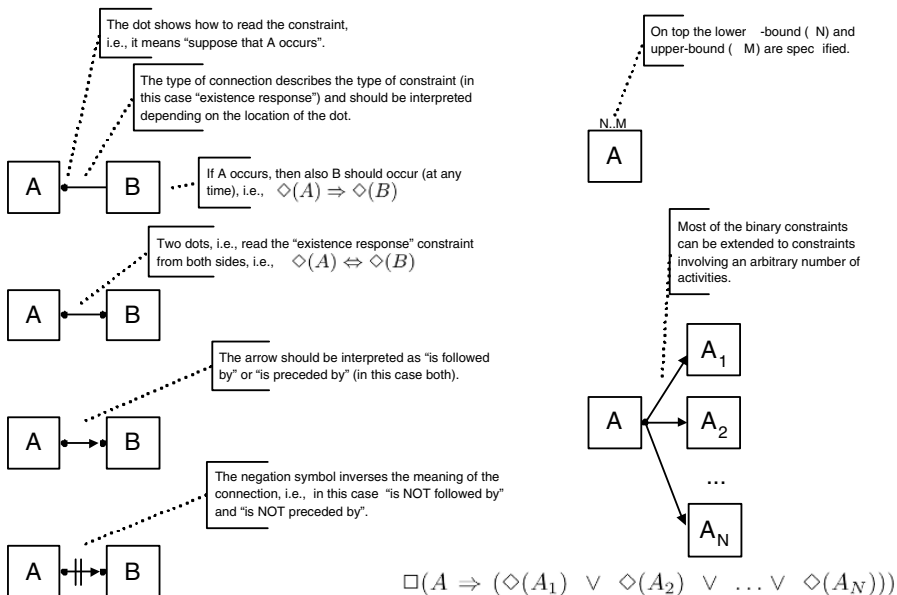 The dot shows how to read the constraint,
i.e., it means “suppose that A occurs”.
The type of connection describes the type of constraint (in
this case “existence response”) and should be interpreted
depending on the location of the dot.
A
B
If A occurs, then also B should occur (at any
time), i.e., ◇(A) ⇒ ◇(B)
Two dots, i.e., read the “existence response” constraint
from both sides, i.e., ◇(A) ⇔ ◇(B)
A
B
The arrow should be interpreted as “is followed
by” or “is preceded by” (in this case both).
A
B
The negation symbol inverses the meaning of the
connection, i.e., in this case “is NOT followed by”
and “is NOT preceded by”.
A
B
On top the lower -bound ( N) and
upper-bound ( M) are spec ified.
N..M
A
Most of the binary constraints
can be extended to constraints
involving an arbitrary number of
activities.
A
A₁
A₂
...
A_N
□(A ⇒ (◇(A₁) ∨ ◇(A₂) ∨ ... ∨ ◇(A_N)))